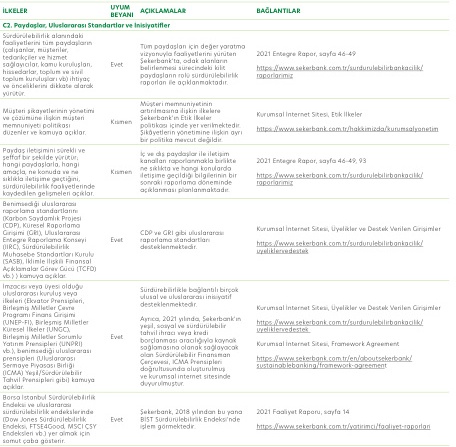 İLKELER
UYUM
BEYANI
AÇIKLAMALAR
BAĞLANTILAR
C2. Paydaşlar, Uluslararası Standartlar ve İnisiyatifler
Sürdürülebilirlik alanındaki
faaliyetlerini tüm paydaşların
(çalışanlar, müşteriler,
tedarikçiler ve hizmet
sağlayıcılar, kamu kuruluşları,
hissedarlar, toplum ve sivil
toplum kuruluşları vb) ihtiyaç
ve önceliklerini dikkate alarak
yürütür.
Evet
Tüm paydaşları için değer yaratma
vizyonuyla faaliyetlerini yürüten
Şekerbank'ta, odak alanların
belirlenmesi sürecindeki kilit
paydaşların rolü sürdürülebilirlik
raporları ile açıklanmaktadır.
2021 Entegre Rapor, sayfa 46-49
https://www.sekerbank.com.tr/surdurulebilirbankacilik/
raporlarimiz
Müşteri şikayetlerinin yönetimi
ve çözümüne ilişkin müşteri
memnuniyeti politikası
düzenler ve kamuya açıklar.
Kısmen
Müşteri memnuniyetinin
artırılmasına ilişkin ilkelere
Şekerbank'ın Etik İlkeler
politikası içinde yer verilmektedir.
Şikâyetlerin yönetimine ilişkin ayrı
bir politika mevcut değildir.
Kurumsal İnternet Sitesi, Etik İlkeler
https://www.sekerbank.com.tr/hakkimizda/kurumsalyonetim
Paydaş iletişimini sürekli ve
şeffaf bir şekilde yürütür,
hangi paydaşlarla, hangi
amaçla, ne konuda ve ne
sıklıkla iletişime geçtiğini,
sürdürülebilirlik faaliyetlerinde
kaydedilen gelişmeleri açıklar.
Kısmen
İç ve dış paydaşlar ile iletişim
kanalları raporlanmakla birlikte
ne sıklıkta ve hangi konularda
iletişime geçildiği bilgilerinin bir
sonraki raporlama döneminde
açıklanması planlanmaktadır.
2021 Entegre Rapor, sayfa 46-49, 93
https://www.sekerbank.com.tr/surdurulebilirbankacilik/
raporlarimiz
Benimsediği uluslararası
raporlama standartlarını
(Karbon Saydamlık Projesi
(CDP), Küresel Raporlama
Girişimi (GRI), Uluslararası
Entegre Raporlama Konseyi
(IIRC), Sürdürülebilirlik
Muhasebe Standartları Kurulu
(SASB), İklimle İlişkili Finansal
Açıklamalar Görev Gücü (TCFD)
vb.) ) kamuya açıklar.
Evet
CDP ve GRI gibi uluslararası
raporlama standartları
desteklenmektedir.
Kurumsal İnternet Sitesi, Üyelikler ve Destek Verilen Girişimler
https://www.sekerbank.com.tr/surdurulebilirbankacilik/
uyeliklervedestek
İmzacısı veya üyesi olduğu
uluslararası kuruluş veya
ilkeleri (Ekvator Prensipleri,
Birleşmiş Milletler Çevre
Programı Finans Girişimi
(UNEP-FI), Birleşmiş Milletler
Küresel İlkeler (UNGC),
Birleşmiş Milletler Sorumlu
Yatırım Prensipleri (UNPRI)
vb.), benimsediği uluslararası
prensipleri (Uluslararası
Sermaye Piyasası Birliği
(ICMA) Yeşil/Sürdürülebilir
Tahvil Prensipleri gibi) kamuya
açıklar.
Evet
Sürdürebilirlikle bağlantılı birçok
ulusal ve uluslararası inisiyatif
desteklenmektedir.
Ayrıca, 2021 yılında, Şekerbank'ın
yeşil, sosyal ve sürdürülebilir
tahvil ihracı veya kredi
borçlanması aracılığıyla kaynak
sağlamasına olanak sağlayacak
olan Sürdürülebilir Finansman
Çerçevesi, ICMA Prensipleri
doğrultusunda oluşturulmuş
ve kurumsal internet sitesinde
duyurulmuştur.
Kurumsal İnternet Sitesi, Üyelikler ve Destek Verilen Girişimler
https://www.sekerbank.com.tr/surdurulebilirbankacilik/
uyeliklervedestek
Kurumsal İnternet Sitesi, Framework Agreement
https://www.sekerbank.com.tr/en/aboutsekerbank/
sustainablebanking/framework-agreement
Borsa İstanbul Sürdürülebilirlik
Endeksi ve uluslararası
sürdürülebilirlik endekslerinde
(Dow Jones Sürdürülebilirlik
Endeksi, FTSE4Good, MSCI ÇSY
Endeksleri vb.) yer almak için
somut çaba gösterir.
Evet
Şekerbank, 2018 yılından bu yana
BİST Sürdürülebilirlik Endeksi'nde
işlem görmektedir.
2021 Faaliyet Raporu, sayfa 14
https://www.sekerbank.com.tr/yatirimci/faaliyet-raporlari